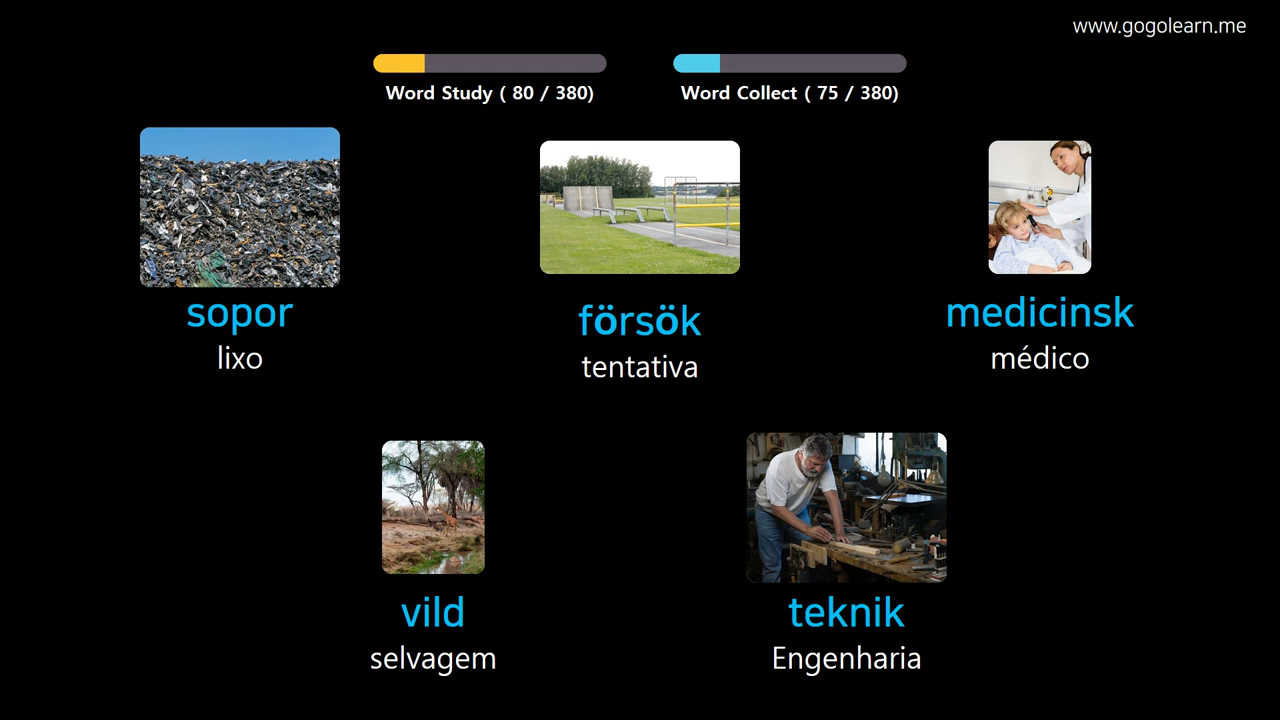 www.gogolearn.me
Word Study ( 80 / 380)
Word Collect ( 75 / 380)
sopor
lixo
försök
tentativa
medicinsk
médico
vild
selvagem
teknik
Engenharia